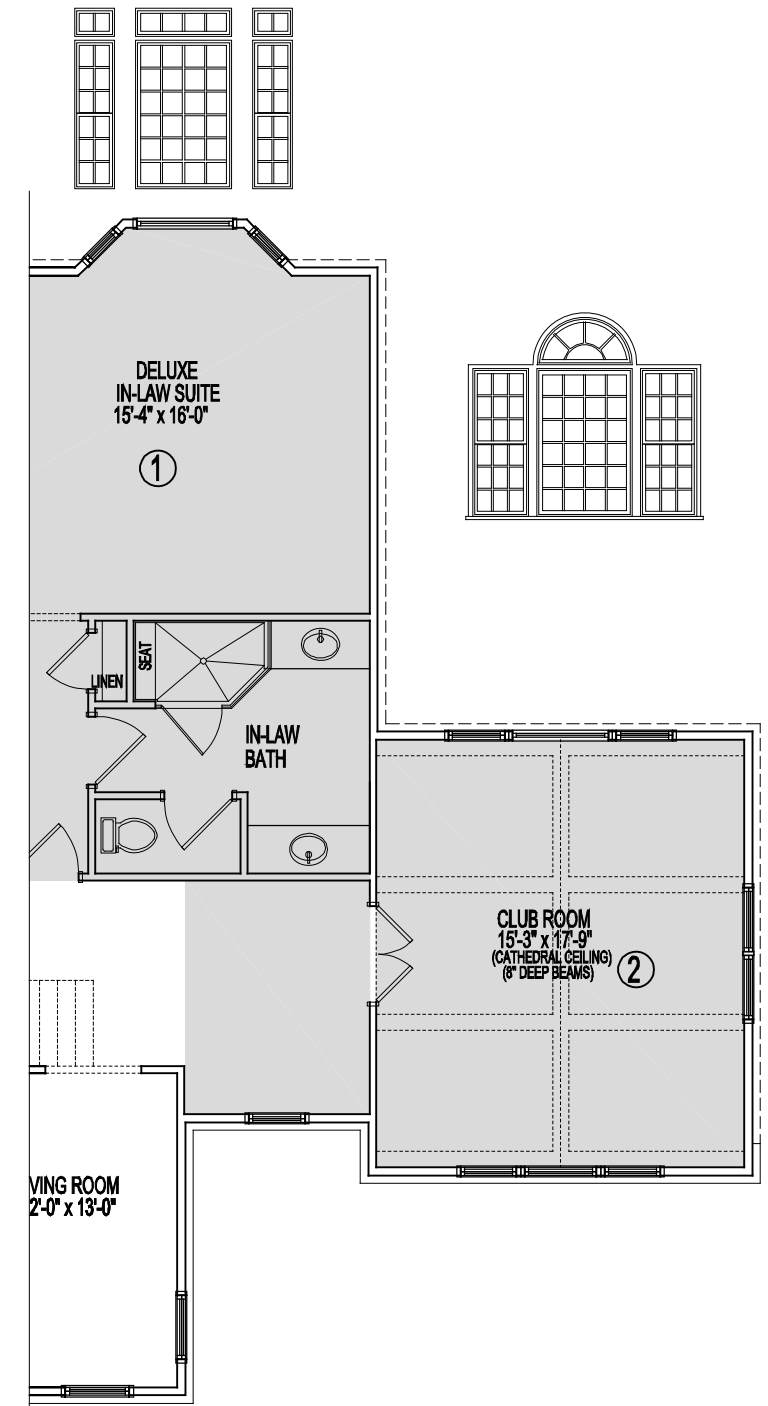 DELUXE
IN-LAW SUITE
15'-4" x 16'-0"
1
LINEN
SEAT
IN-LAW
BATH
CLUB ROOM
15'-3" x 17'-9"
(CATHEDRAL CEILING)
(8" DEEP BEAMS)
2
VING ROOM
2'-0" x 13'-0"